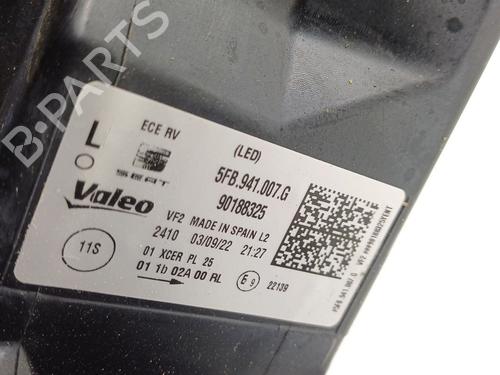 B-PARTS
L
ECE RV
(LED)
SEAT
5FB.941.007.G
90188325
Valeo
VF2 MADE IN SPAIN L2
2410 03/09/22 21:27
11S
01 XCER PL 25
01 1b 02A 00 RL
E9 22139